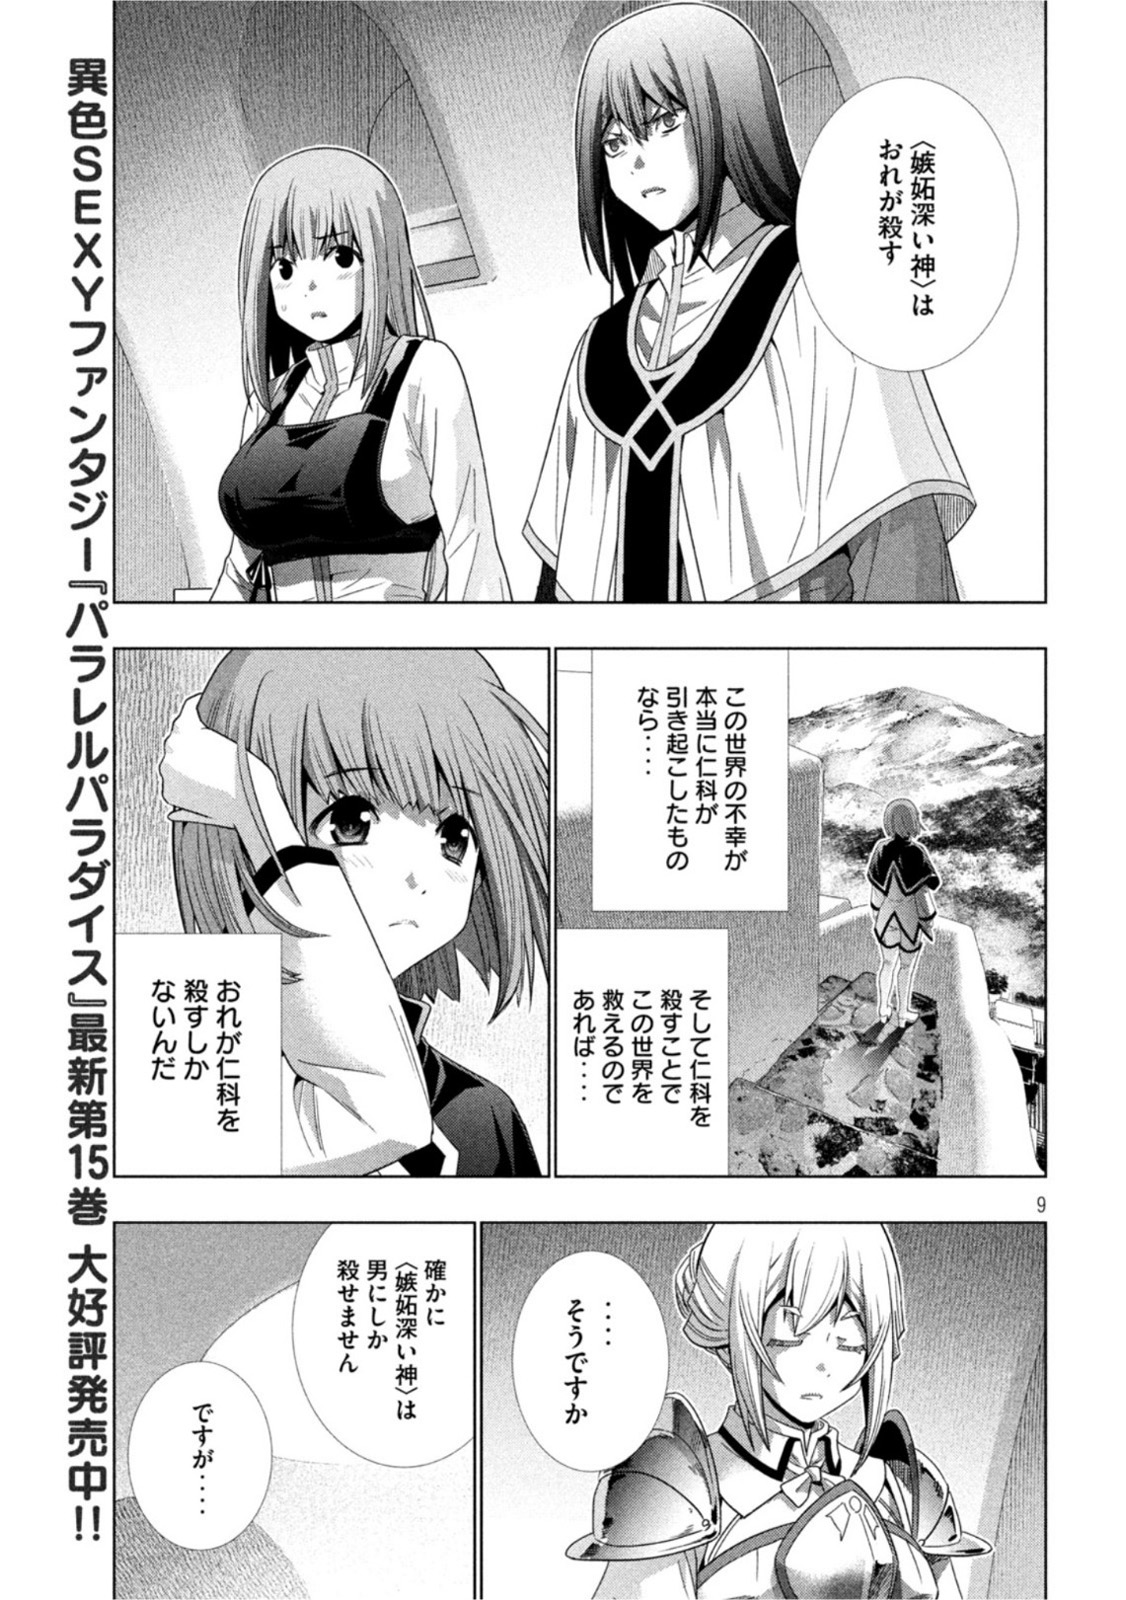 〈嫉妬深い神〉は
おれが殺す
この世界の不幸が
本当に仁科が
引き起こしたもの
なら‥‥
そして仁科を
殺すことで
この世界を
救えるので
あれば‥‥
おれが仁科を
殺すしか
ないんだ
9
‥‥
そうですか
確かに
〈嫉妬深い神〉は
男にしか
殺せません
ですが‥‥
異色SEXYファンタジー『パラレルパラダイス』最新第15巻 大好評発売中!!